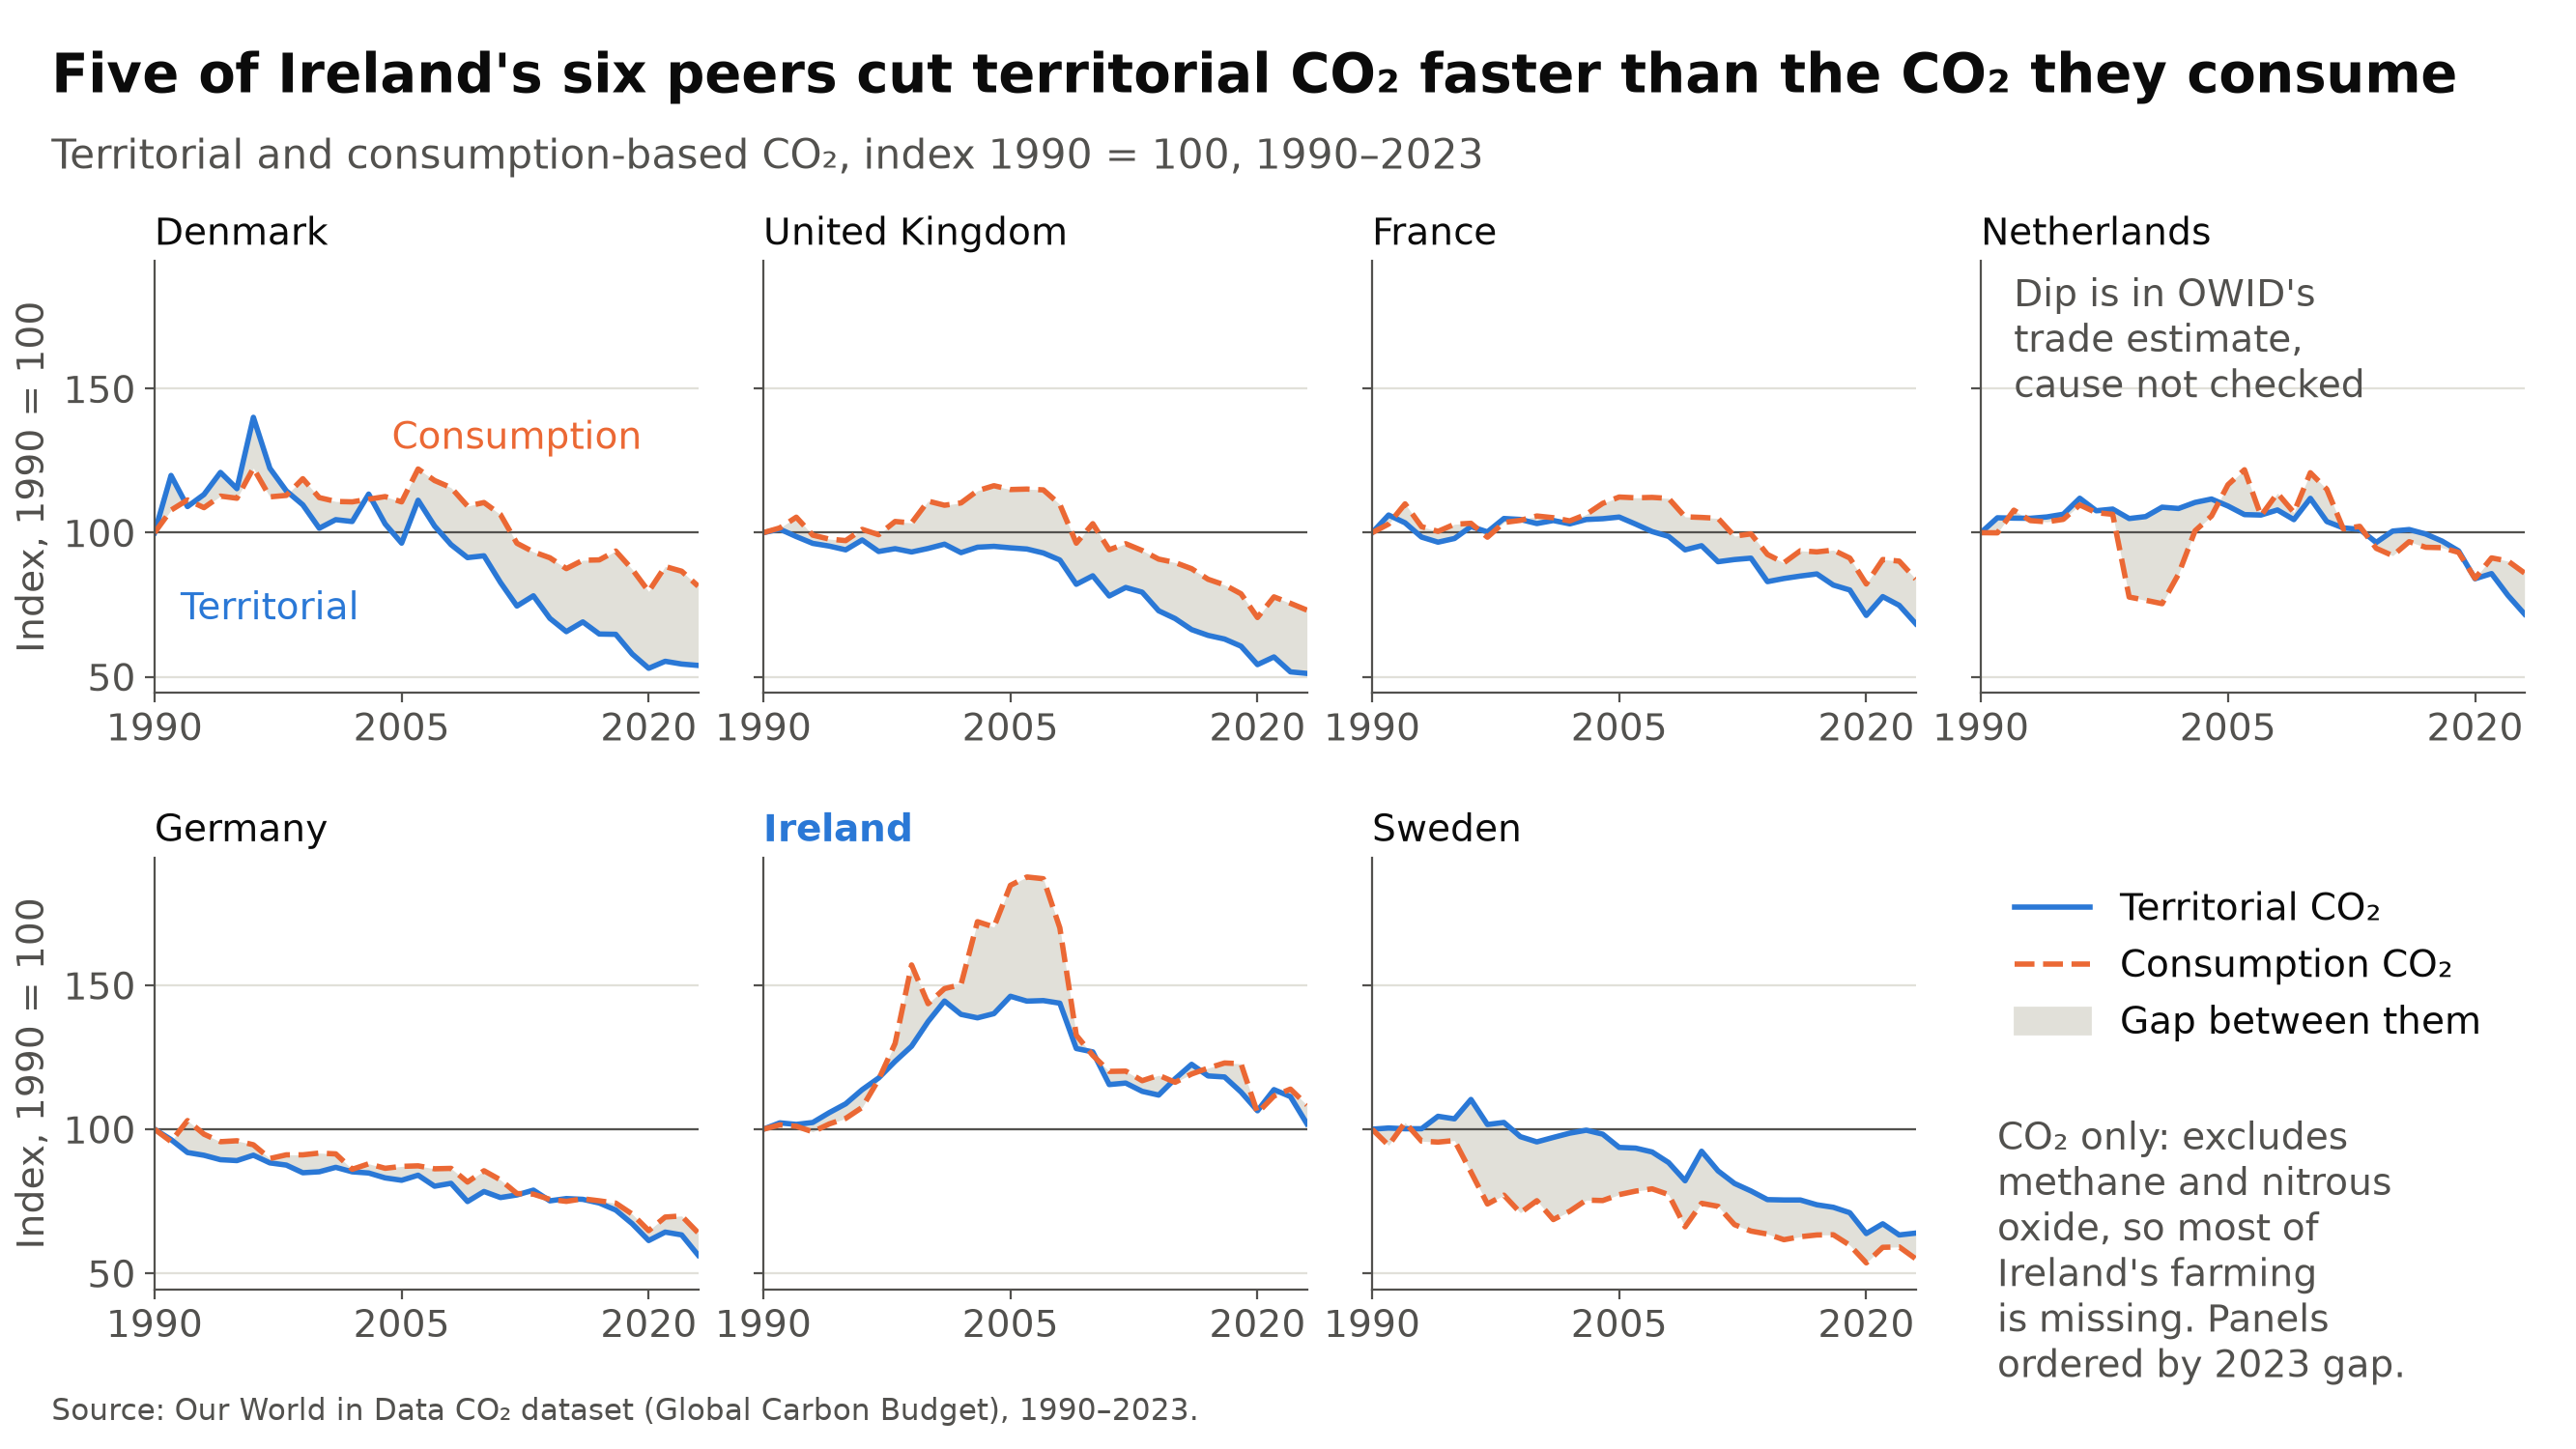 Five of Ireland's six peers cut territorial CO₂ faster than the CO₂ they consume
Territorial and consumption-based CO₂, index 1990 = 100, 1990–2023
Denmark
Index, 1990 = 100
150
100
50
Consumption
Territorial
1990
2005
2020
United Kingdom
1990
2005
2020
France
1990
2005
2020
Netherlands
Dip is in OWID's
trade estimate,
cause not checked
1990
2005
2020
Germany
Index, 1990 = 100
150
100
50
1990
2005
2020
Ireland
1990
2005
2020
Sweden
1990
2005
2020
Territorial CO₂
Consumption CO₂
Gap between them
CO₂ only: excludes
methane and nitrous
oxide, so most of
Ireland's farming
is missing. Panels
ordered by 2023 gap.
Source: Our World in Data CO₂ dataset (Global Carbon Budget), 1990–2023.